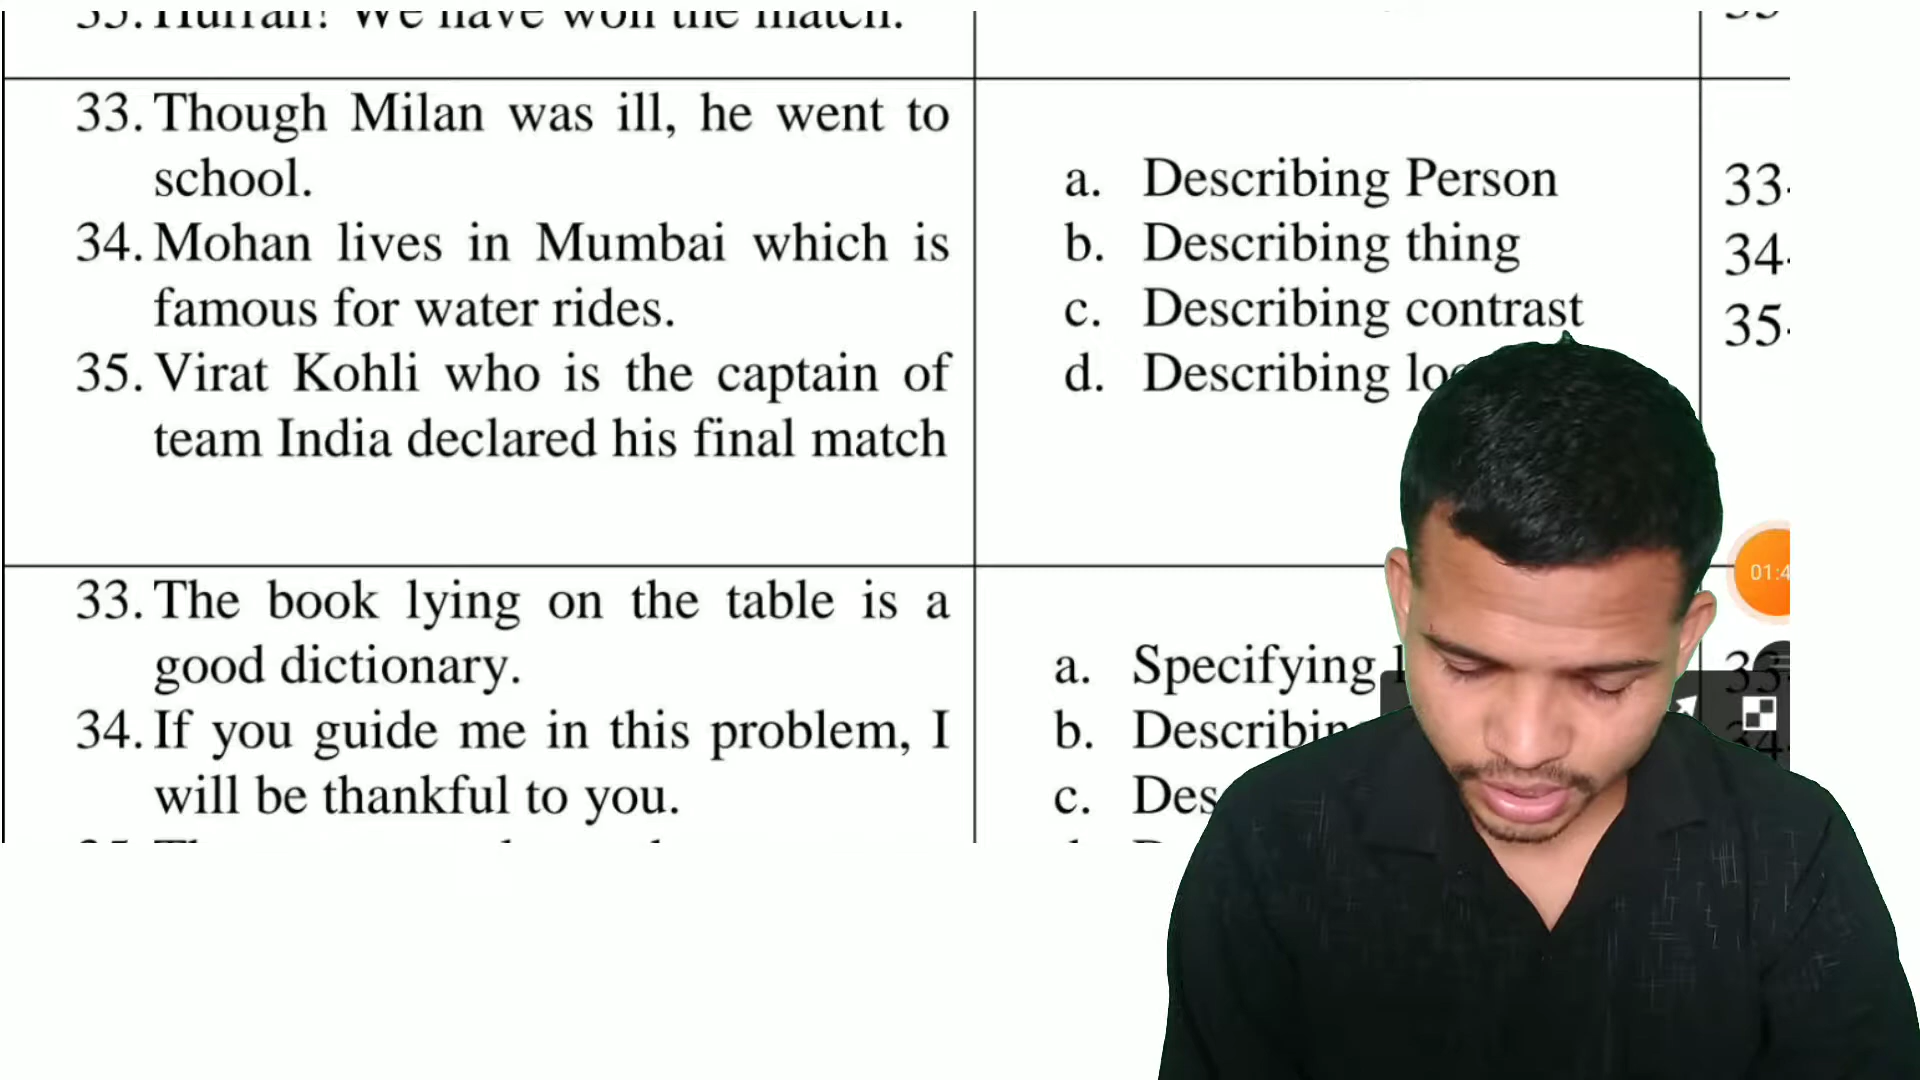 33. Though Milan was ill, he went to
school.
34. Mohan lives in Mumbai which is
famous for water rides.
35. Virat Kohli who is the captain of
team India declared his final match
a. Describing Person
b. Describing thing
c. Describing contrast
d. Describing
33-
34-
35-
33. The book lying on the table is a
good dictionary.
34. If you guide me in this problem, I
will be thankful to you.
a. Specifying
b.
c.
33